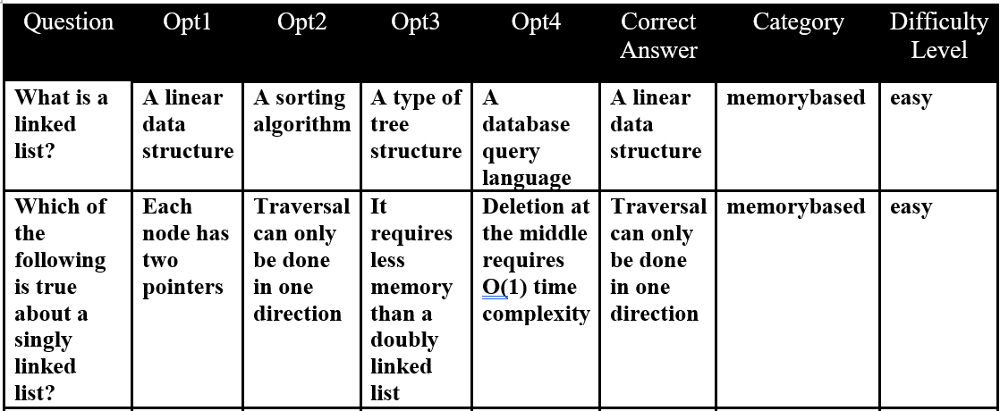 Question Opt1 Opt2 Opt3 Opt4 Correct Answer Category Difficulty Level
What is a linked list? A linear data structure A sorting algorithm A type of tree structure A database query language A linear data structure memorybased easy
Which of the following is true about a singly linked list? Each node has two pointers Traversal can only be done in one direction It requires less memory than a doubly linked list Deletion at the middle requires O(1) time complexity Traversal can only be done in one direction memorybased easy